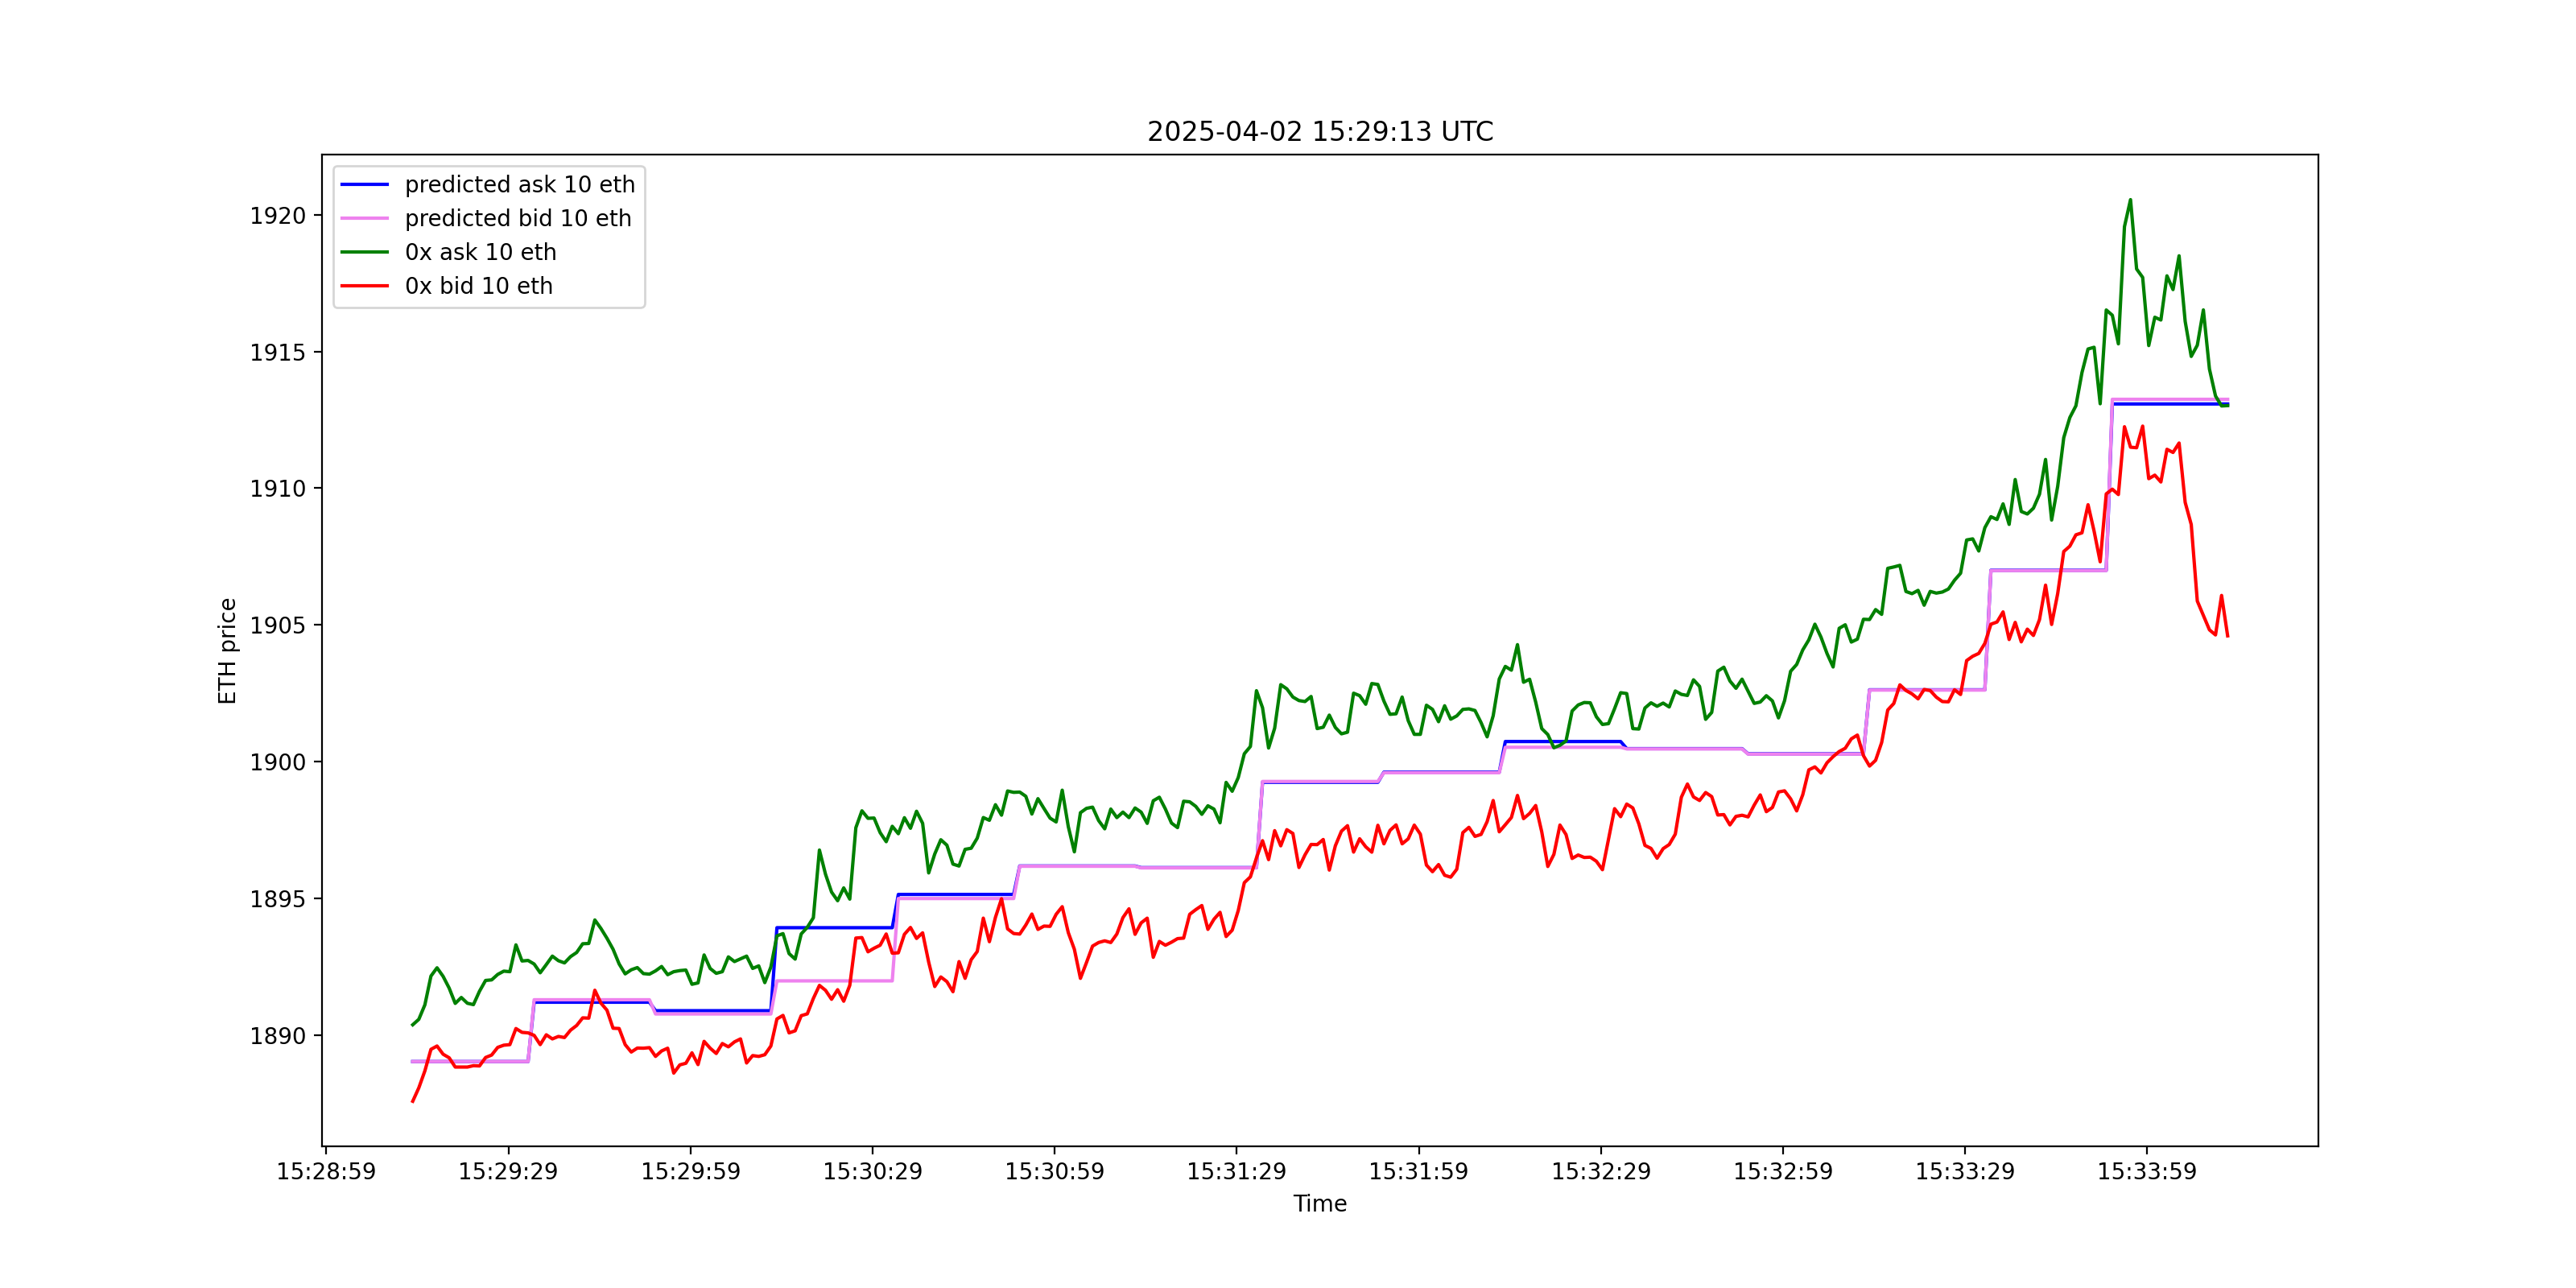 2025-04-02 15:29:13 UTC
predicted ask 10 eth
predicted bid 10 eth
0x ask 10 eth
0x bid 10 eth
1920
1915
1910
1905
1900
1895
1890
ETH price
15:28:59 15:29:29 15:29:59 15:30:29 15:30:59 15:31:29 15:31:59 15:32:29 15:32:59 15:33:29 15:33:59
Time